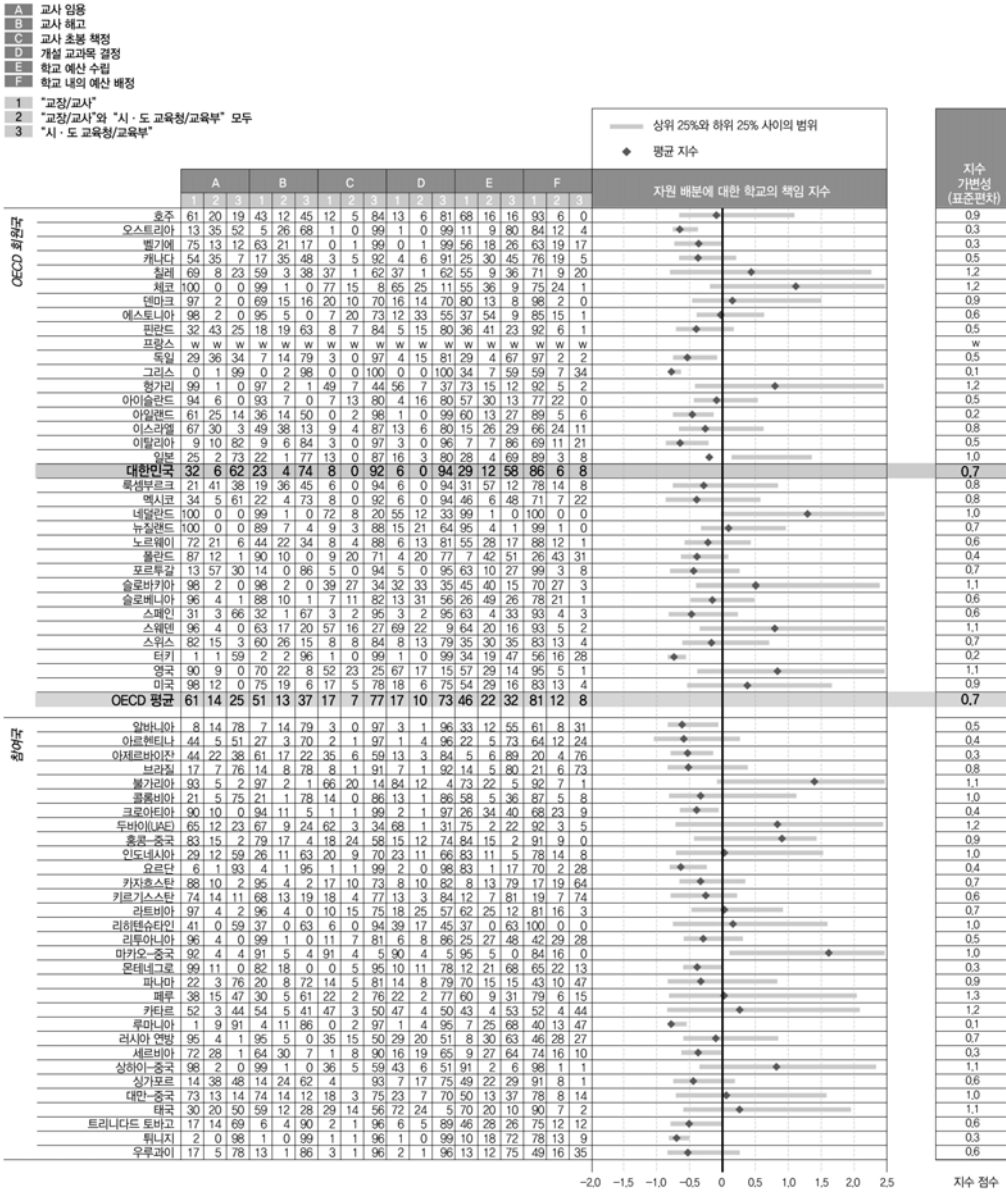 A 교사 임용
B 교사 해고
C 교사 초봉 책정
D 개설 교과목 결정
E 학교 예산 수립
F 학교 내의 예산 배정
1 "교장/교사"
2 "교장/교사"와 "시 · 도 교육청/교육부" 모두
3 "시 · 도 교육청/교육부"
상위 25%와 하위 25% 사이의 범위
평균 지수
A B C D E F 자원 배분에 대한 학교의 책임 지수 지수 가변성 (표준편차)
1 2 3 1 2 3 1 2 3 1 2 3 1 2 3 1 2 3
OECD 회원국
호주 61 20 19 43 12 45 12 5 84 13 6 81 68 16 16 93 6 0 0,9
오스트리아 13 35 52 5 26 68 1 0 99 1 0 99 11 9 80 84 12 4 0,3
벨기에 75 13 12 63 21 17 0 1 99 0 1 99 56 18 26 63 19 17 0,3
캐나다 54 35 7 17 35 48 3 5 92 4 6 91 25 30 45 76 19 5 0,5
칠레 69 8 23 59 3 38 37 1 62 37 1 62 55 9 36 71 9 20 1,2
체코 100 0 0 99 1 0 77 15 8 65 25 11 55 36 9 75 24 1 1,2
덴마크 97 2 0 69 15 16 20 10 70 16 14 70 80 13 8 98 2 0 0,9
에스토니아 98 2 0 95 5 0 7 20 73 12 33 55 37 54 9 85 15 1 0,6
핀란드 32 43 25 18 19 63 8 7 84 5 15 80 36 41 23 92 6 1 0,5
프랑스 w w w w w w w w w w w w w w w w w w w
독일 29 36 34 7 14 79 3 0 97 4 15 81 29 4 67 97 2 2 0,5
그리스 0 1 99 0 2 98 0 0 100 0 0 100 34 7 59 59 7 34 0,1
헝가리 99 1 0 97 2 1 49 7 44 56 7 37 73 15 12 92 5 2 1,2
아이슬란드 94 6 0 93 7 0 7 13 80 4 16 80 57 30 13 77 22 0 0,5
아일랜드 61 25 14 36 14 50 0 2 98 1 0 99 60 13 27 89 5 6 0,2
이스라엘 67 30 3 49 38 13 9 4 87 13 6 80 15 26 29 66 24 11 0,8
이탈리아 9 10 82 9 6 84 3 0 97 3 0 96 7 7 86 69 11 21 0,5
일본 25 2 73 22 1 77 13 0 87 16 3 80 28 4 69 89 3 8 1,0
대한민국 32 6 62 23 4 74 8 0 92 6 0 94 29 12 58 86 6 8 0,7
룩셈부르크 21 41 38 19 36 45 6 0 94 6 0 94 31 57 12 78 14 8 0,8
멕시코 34 5 61 22 4 73 8 0 92 6 0 94 46 6 48 71 7 22 0,8
네덜란드 100 0 0 99 1 0 72 8 20 55 12 33 99 1 0 100 0 0 1,0
뉴질랜드 100 0 0 89 7 4 9 3 88 15 21 64 95 4 1 99 1 0 0,7
노르웨이 72 21 6 44 22 34 8 4 88 6 13 81 55 28 17 88 12 1 0,6
폴란드 87 12 1 90 10 0 9 20 71 4 20 77 7 42 51 26 43 31 0,4
포르투갈 13 57 30 14 0 86 5 0 94 5 0 95 63 10 27 99 3 8 0,7
슬로바키아 98 2 0 98 2 0 39 27 34 32 33 35 45 40 15 70 27 3 1,1
슬로베니아 96 4 1 88 10 1 7 11 82 13 31 56 26 49 26 78 21 1 0,6
스페인 31 3 66 32 1 67 3 2 95 3 2 95 63 4 33 93 4 3 0,6
스웨덴 96 4 0 63 17 20 57 16 27 69 22 9 64 20 16 93 5 2 1,1
스위스 82 15 3 60 26 15 8 8 84 8 13 79 35 30 35 83 13 4 0,7
터키 1 1 59 2 2 96 1 0 99 1 0 99 34 19 47 56 16 28 0,2
영국 90 9 0 70 22 8 52 23 25 67 17 15 57 29 14 95 5 1 1,1
미국 98 12 0 75 19 6 17 5 78 18 6 75 54 29 16 83 13 4 0,9
OECD 평균 61 14 25 51 13 37 17 7 77 17 10 73 46 22 32 81 12 8 0,7
참여국
알바니아 8 14 78 7 14 79 3 0 97 3 1 96 33 12 55 61 8 31 0,5
아르헨티나 44 5 51 27 3 70 2 1 97 1 4 96 22 5 73 64 12 24 0,4
아제르바이잔 44 22 38 61 17 22 35 6 59 13 3 84 5 6 89 20 4 76 0,3
브라질 17 7 76 14 8 78 8 1 91 7 1 92 14 5 80 21 6 73 0,8
불가리아 93 5 2 97 2 1 66 20 14 84 12 4 73 22 5 92 7 1 1,1
콜롬비아 21 5 75 21 1 78 14 0 86 13 1 86 58 5 36 87 5 8 1,0
크로아티아 90 10 0 94 11 5 1 1 99 2 1 97 26 34 40 68 23 9 0,4
두바이(UAE) 65 12 23 67 9 24 62 3 34 68 1 31 75 2 22 92 3 5 1,2
홍콩–중국 83 15 2 79 17 4 18 24 58 15 12 74 84 15 2 91 9 0 0,9
인도네시아 29 12 59 26 11 63 20 9 70 23 11 66 83 11 5 78 14 8 1,0
요르단 6 1 93 4 1 95 1 1 99 2 0 98 83 1 17 70 2 28 0,4
카자흐스탄 88 10 2 95 4 2 17 10 73 8 10 82 8 13 79 17 19 64 0,7
키르기스스탄 74 14 11 68 13 19 18 4 77 13 3 84 12 7 81 19 7 74 0,6
라트비아 97 4 2 96 4 0 10 15 75 18 25 57 62 25 12 81 16 3 0,7
리히텐슈타인 41 0 59 37 0 63 6 0 94 39 17 45 37 0 63 100 0 0 1,0
리투아니아 96 4 0 99 1 0 11 7 81 6 8 86 25 27 48 42 29 28 0,5
마카오–중국 92 4 4 91 5 4 91 4 5 90 4 5 95 5 0 84 16 0 1,0
몬테네그로 99 11 0 82 18 0 0 5 95 10 11 78 12 21 68 65 22 13 0,3
파나마 22 3 76 20 8 72 14 5 81 14 8 79 70 15 15 43 10 47 0,9
페루 38 15 47 30 5 61 22 2 76 22 2 77 60 9 31 79 6 15 1,3
카타르 52 3 44 54 5 41 47 3 50 47 4 50 43 4 53 52 4 44 1,2
루마니아 1 9 91 4 11 86 0 2 97 1 4 95 7 25 68 40 13 47 0,1
러시아 연방 95 4 1 95 5 0 35 15 50 29 20 51 8 30 63 46 28 27 0,7
세르비아 72 28 1 64 30 7 1 8 90 16 19 65 9 27 64 74 16 10 0,3
상하이–중국 98 2 0 99 1 0 36 5 59 43 6 51 91 2 6 98 1 1 1,1
싱가포르 14 38 48 14 24 62 4 93 7 17 75 49 22 29 91 8 1 0,6
대만–중국 73 13 14 74 14 12 18 3 75 23 7 70 50 13 37 78 8 14 1,0
태국 30 20 50 59 12 28 29 14 56 72 24 5 70 20 10 90 7 2 1,1
트리니다드 토바고 17 14 69 6 4 90 2 1 96 6 5 89 46 28 26 75 12 12 0,6
튀니지 2 0 98 1 0 99 1 1 96 1 0 99 10 18 72 78 13 9 0,3
우루과이 17 5 78 13 1 86 3 1 96 2 1 96 13 12 75 49 16 35 0,6
-2,0 -1,5 -1,0 -0,5 0 0,5 1,0 1,5 2,0 2,5 지수 점수